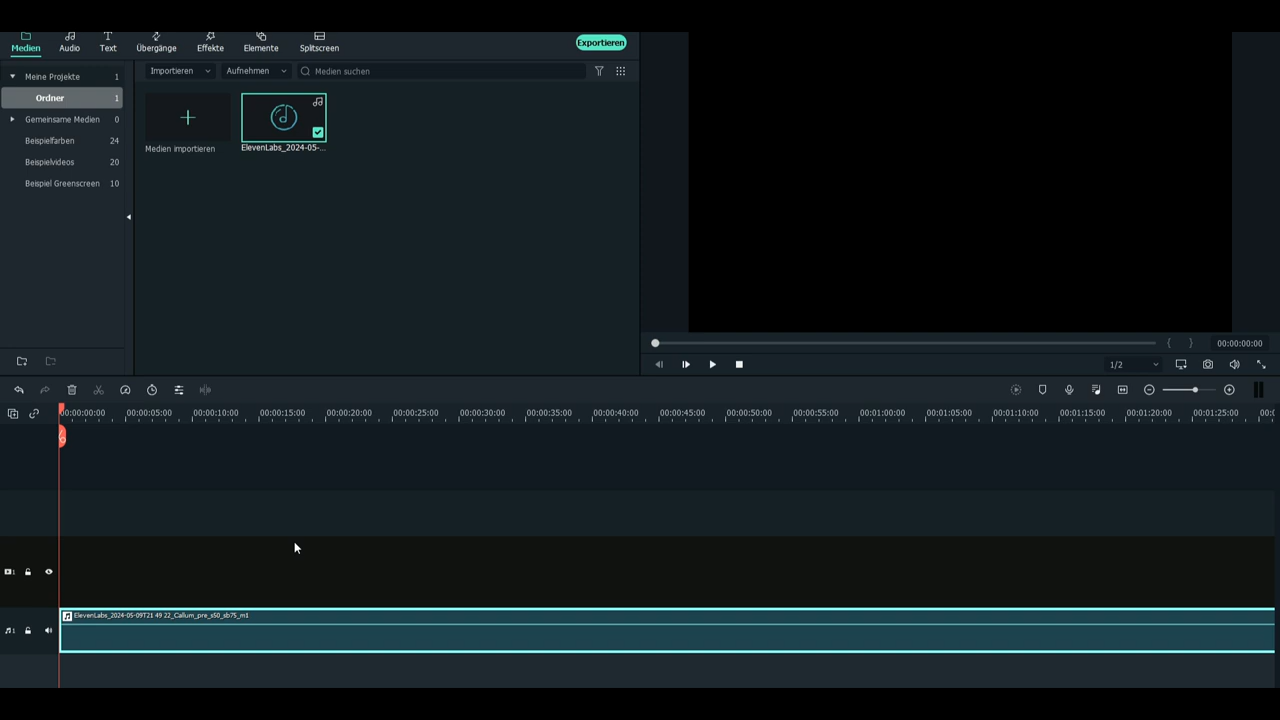 Medien Audio Text Übergänge Effekte Elemente Splitscreen Exportieren
Importieren Aufnehmen Medien suchen
Meine Projekte 1
Ordner 1
Gemeinsame Medien 0
Beispielfarben 24
Beispielvideos 20
Beispiel Greenscreen 10
Medien importieren
ElevenLabs_2024-05-...
00:00:00:00
1/2
00:00:00:00 00:00:05:00 00:00:10:00 00:00:15:00 00:00:20:00 00:00:25:00 00:00:30:00 00:00:35:00 00:00:40:00 00:00:45:00 00:00:50:00 00:00:55:00 00:01:00:00 00:01:05:00 00:01:10:00 00:01:15:00 00:01:20:00 00:01:25:00
1
ElevenLabs_2024-05-09T21 49 22_Callum_pre_s50_sb75_m1
1